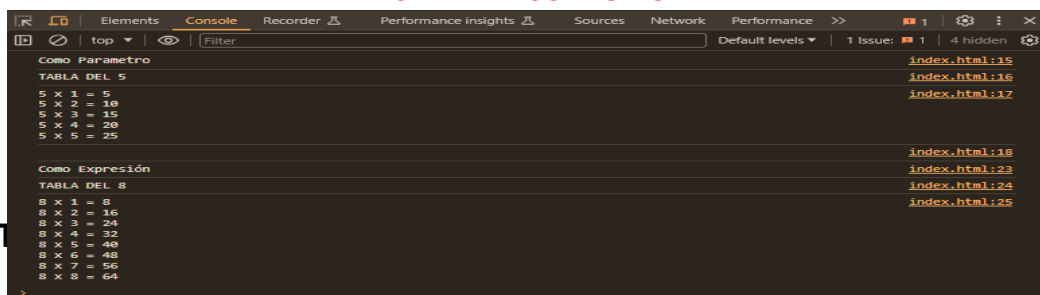 Elements Console Recorder Performance insights Sources Network Performance >> 1
top Filter Default levels 1 Issue: 1 4 hidden
Como Parametro index.html:15
TABLA DEL 5 index.html:16
5 x 1 = 5 index.html:17
5 x 2 = 10
5 x 3 = 15
5 x 4 = 20
5 x 5 = 25
index.html:18
Como Expresión index.html:23
TABLA DEL 8 index.html:24
8 x 1 = 8 index.html:25
8 x 2 = 16
8 x 3 = 24
8 x 4 = 32
8 x 5 = 40
8 x 6 = 48
8 x 7 = 56
8 x 8 = 64
>